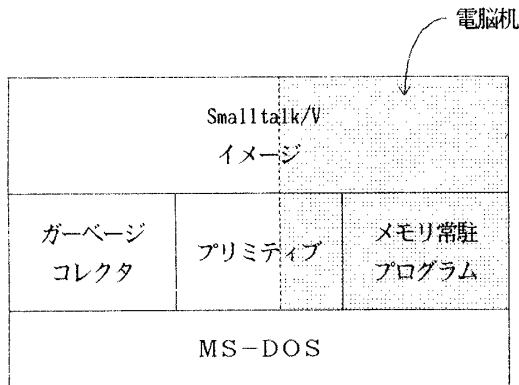 電脳机
Smalltalk/V
イメージ
ガーベージ
コレクタ
プリミティブ
メモリ常駐
プログラム
MS-DOS